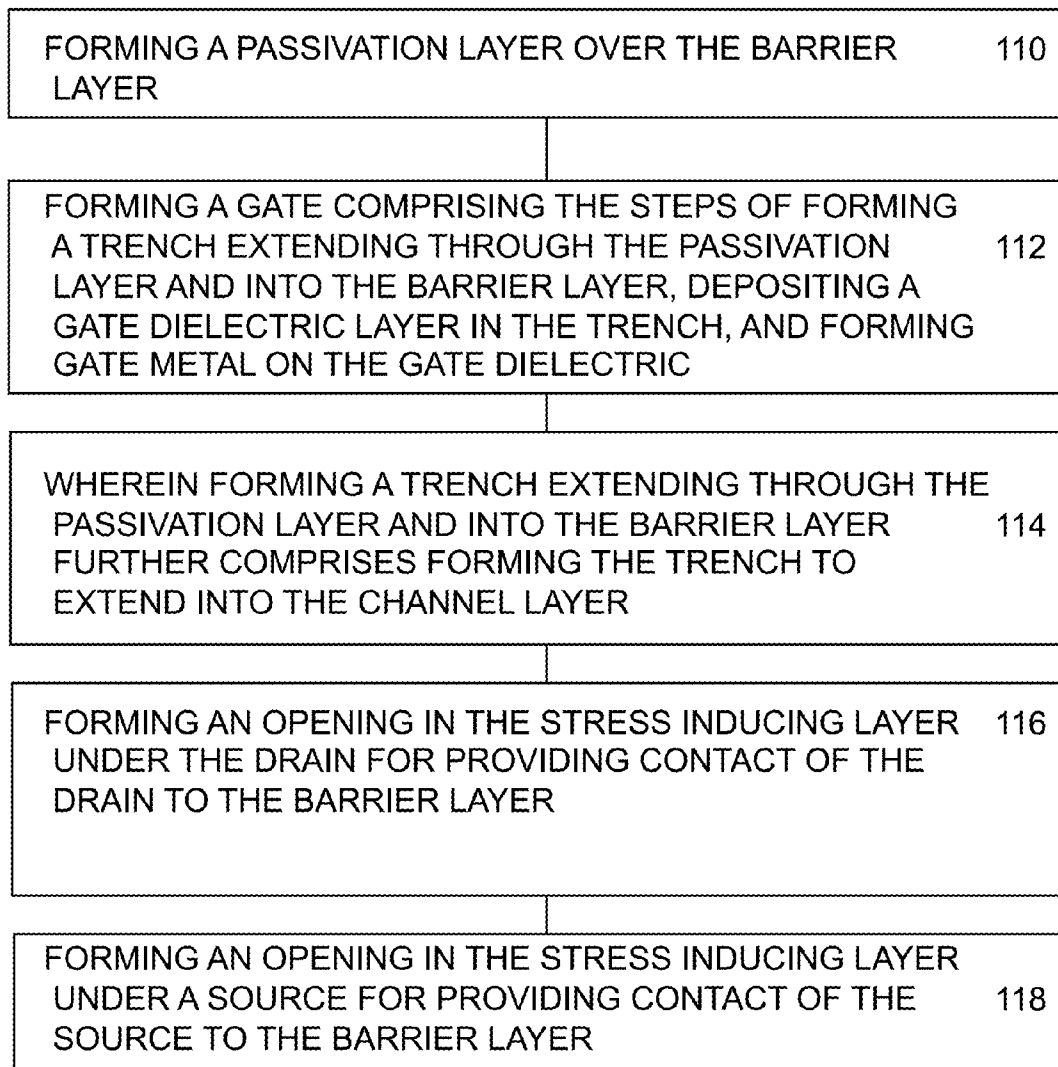 FORMING A PASSIVATION LAYER OVER THE BARRIER 110
LAYER
FORMING A GATE COMPRISING THE STEPS OF FORMING
A TRENCH EXTENDING THROUGH THE PASSIVATION 112
LAYER AND INTO THE BARRIER LAYER, DEPOSITING A
GATE DIELECTRIC LAYER IN THE TRENCH, AND FORMING
GATE METAL ON THE GATE DIELECTRIC
WHEREIN FORMING A TRENCH EXTENDING THROUGH THE
PASSIVATION LAYER AND INTO THE BARRIER LAYER 114
FURTHER COMPRISES FORMING THE TRENCH TO
EXTEND INTO THE CHANNEL LAYER
FORMING AN OPENING IN THE STRESS INDUCING LAYER 116
UNDER THE DRAIN FOR PROVIDING CONTACT OF THE
DRAIN TO THE BARRIER LAYER
FORMING AN OPENING IN THE STRESS INDUCING LAYER
UNDER A SOURCE FOR PROVIDING CONTACT OF THE 118
SOURCE TO THE BARRIER LAYER